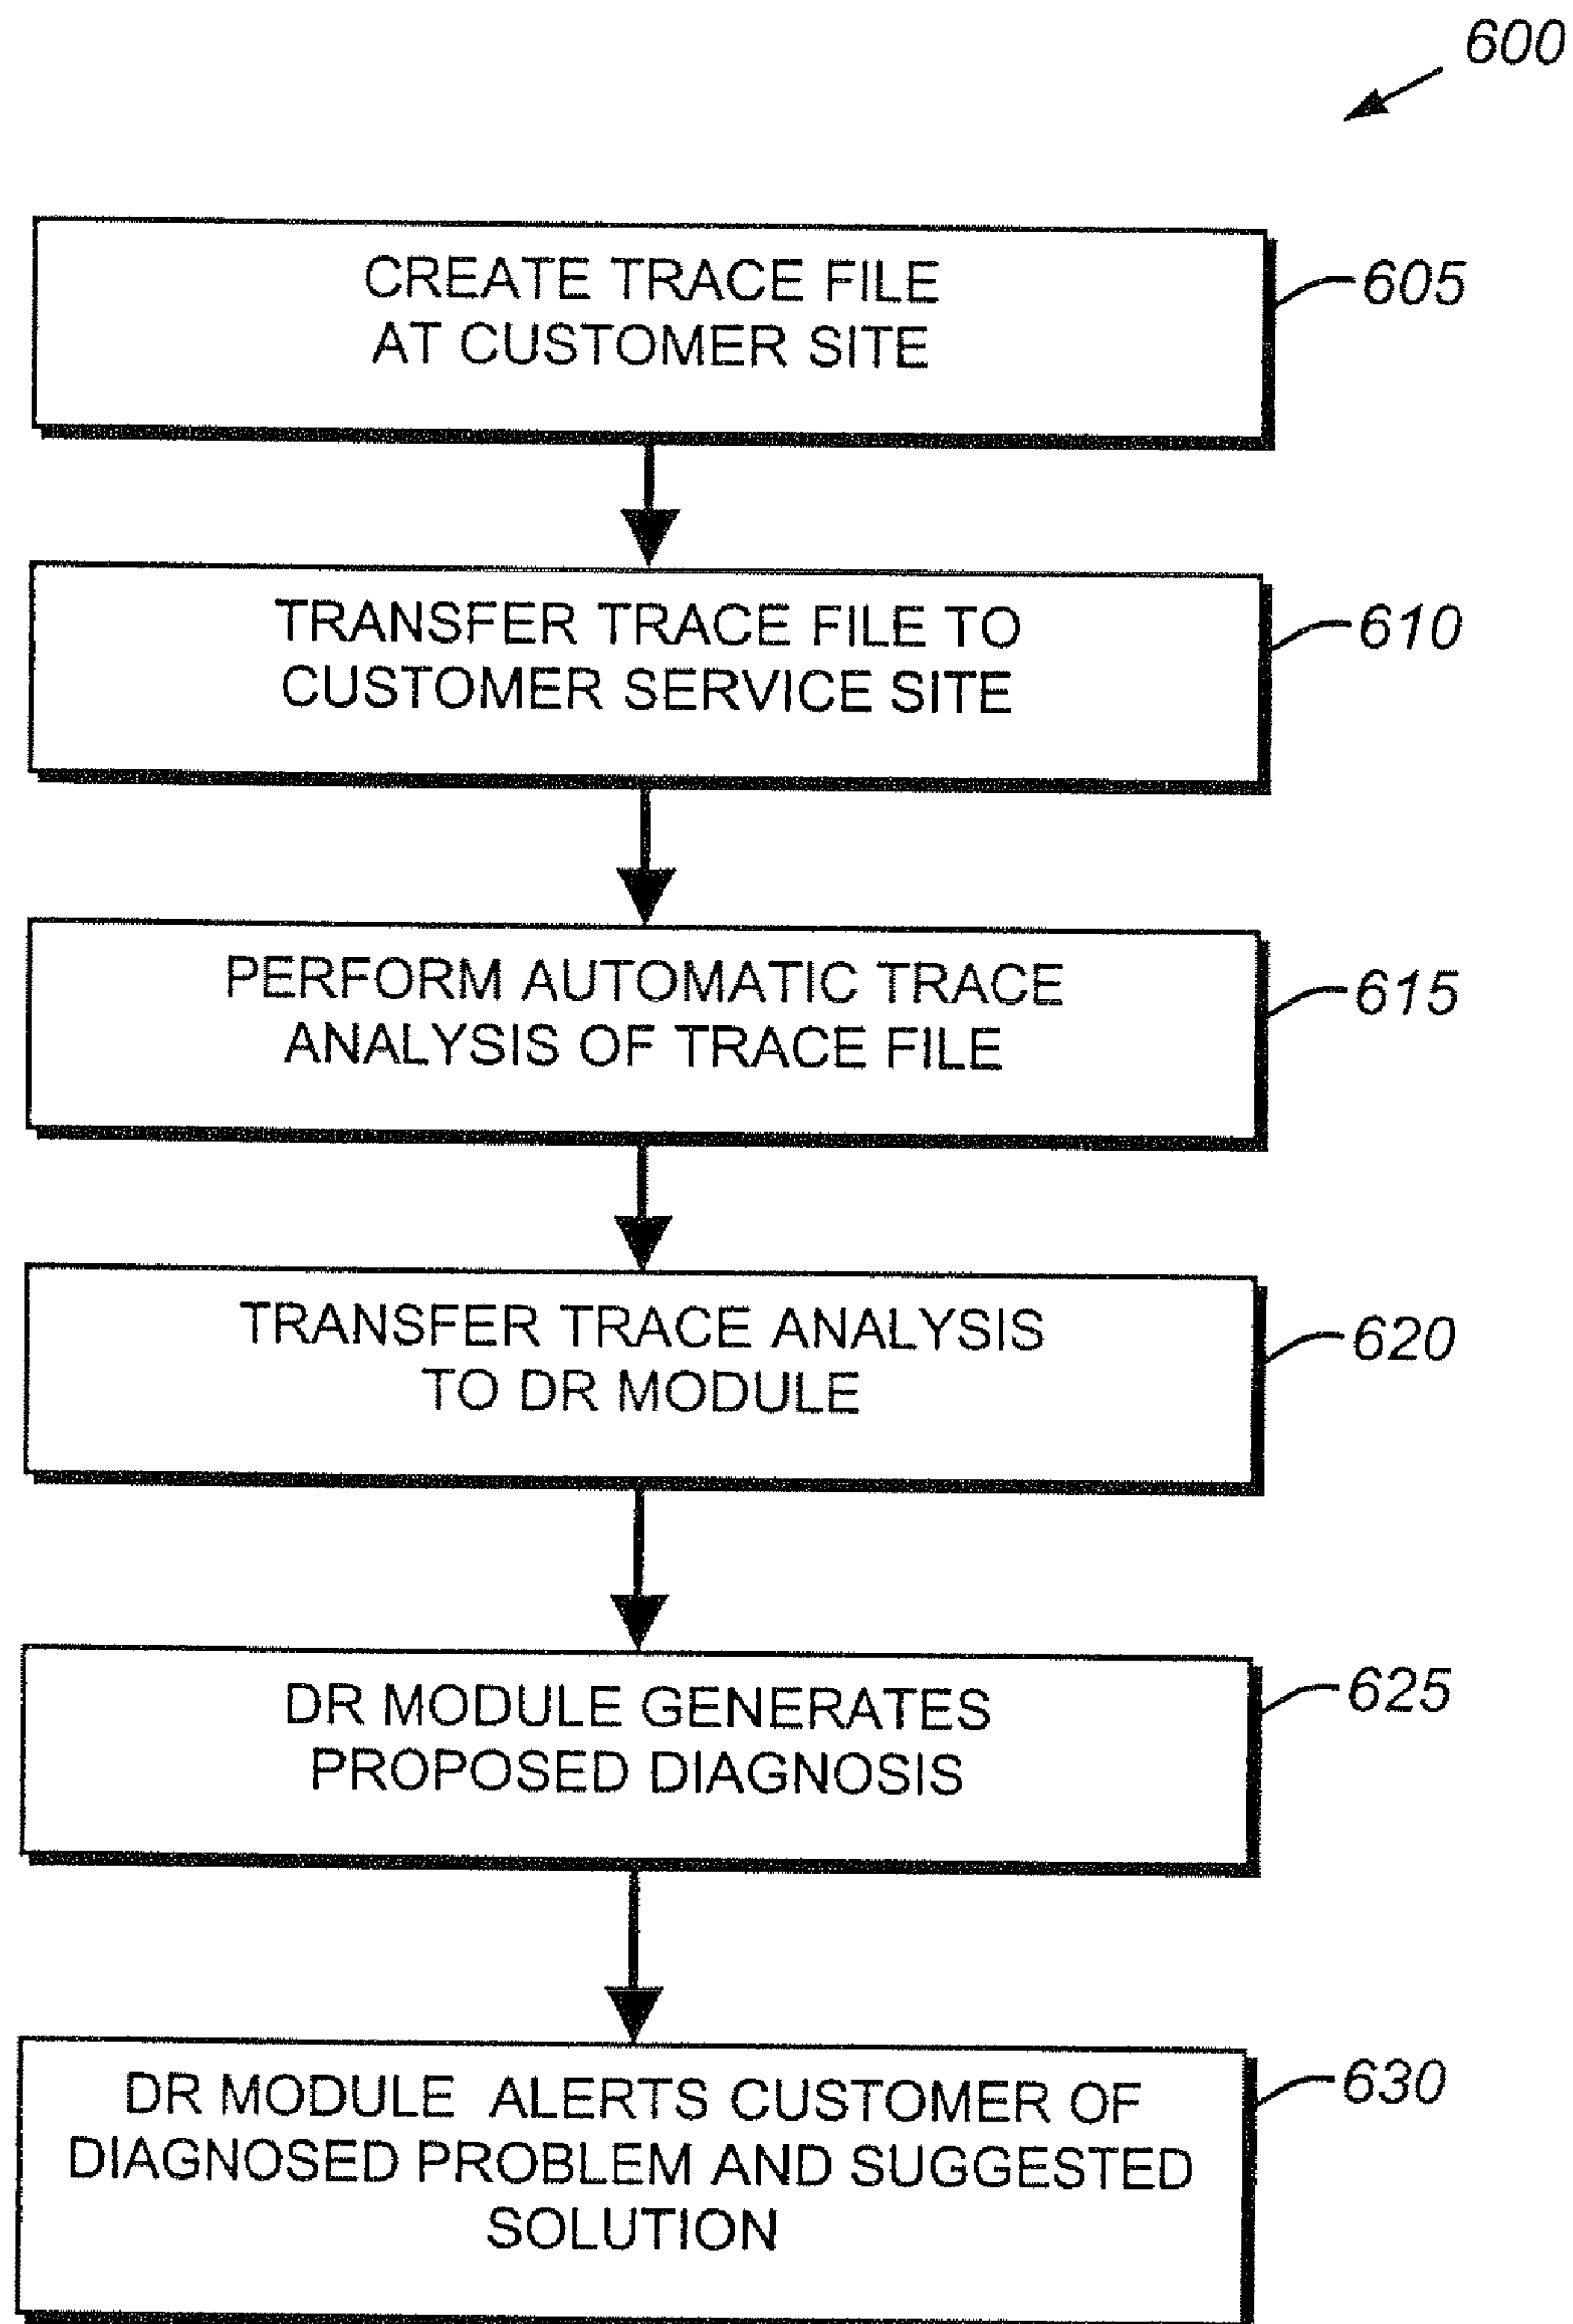 600
CREATE TRACE FILE
AT CUSTOMER SITE
605
TRANSFER TRACE FILE TO
CUSTOMER SERVICE SITE
610
PERFORM AUTOMATIC TRACE
ANALYSIS OF TRACE FILE
615
TRANSFER TRACE ANALYSIS
TO DR MODULE
620
DR MODULE GENERATES
PROPOSED DIAGNOSIS
625
DR MODULE ALERTS CUSTOMER OF
DIAGNOSED PROBLEM AND SUGGESTED
SOLUTION
630